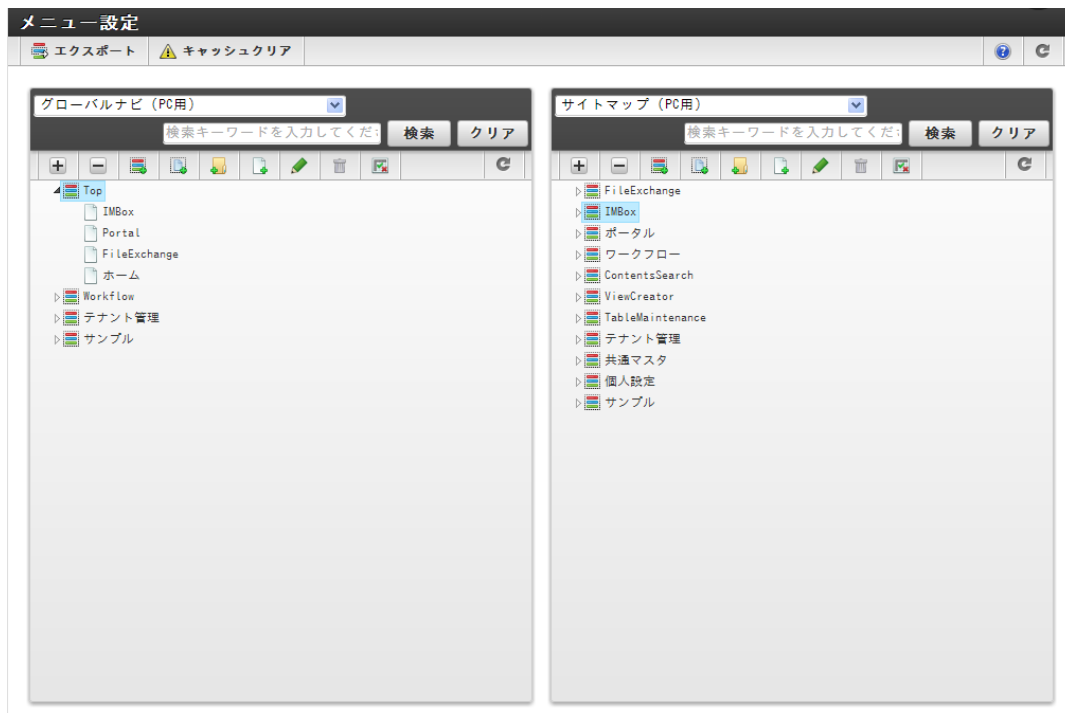 メニュー設定
エクスポート キャッシュクリア
グローバルナビ (PC用)
検索キーワードを入力してくだ 検索 クリア
Top
IMBox
Portal
FileExchange
ホーム
Workflow
テナント管理
サンプル
サイトマップ (PC用)
検索キーワードを入力してくだ 検索 クリア
FileExchange
IMBox
ポータル
ワークフロー
ContentsSearch
ViewCreator
TableMaintenance
テナント管理
共通マスタ
個人設定
サンプル